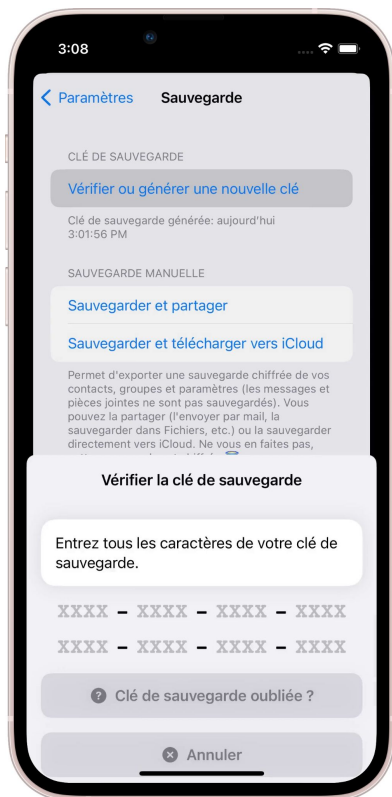 3:08
Paramètres Sauvegarde
CLÉ DE SAUVEGARDE
Vérifier ou générer une nouvelle clé
Clé de sauvegarde générée: aujourd'hui
3:01:56 PM
SAUVEGARDE MANUELLE
Sauvegarder et partager
Sauvegarder et télécharger vers iCloud
Permet d'exporter une sauvegarde chiffrée de vos
contacts, groupes et paramètres (les messages et
pièces jointes ne sont pas sauvegardés). Vous
pouvez la partager (l'envoyer par mail, la
sauvegarder dans Fichiers, etc.) ou la sauvegarder
directement vers iCloud. Ne vous en faites pas,
Vérifier la clé de sauvegarde
Entrez tous les caractères de votre clé de
sauvegarde.
XXXX – XXXX – XXXX – XXXX
XXXX – XXXX – XXXX – XXXX
Clé de sauvegarde oubliée ?
Annuler